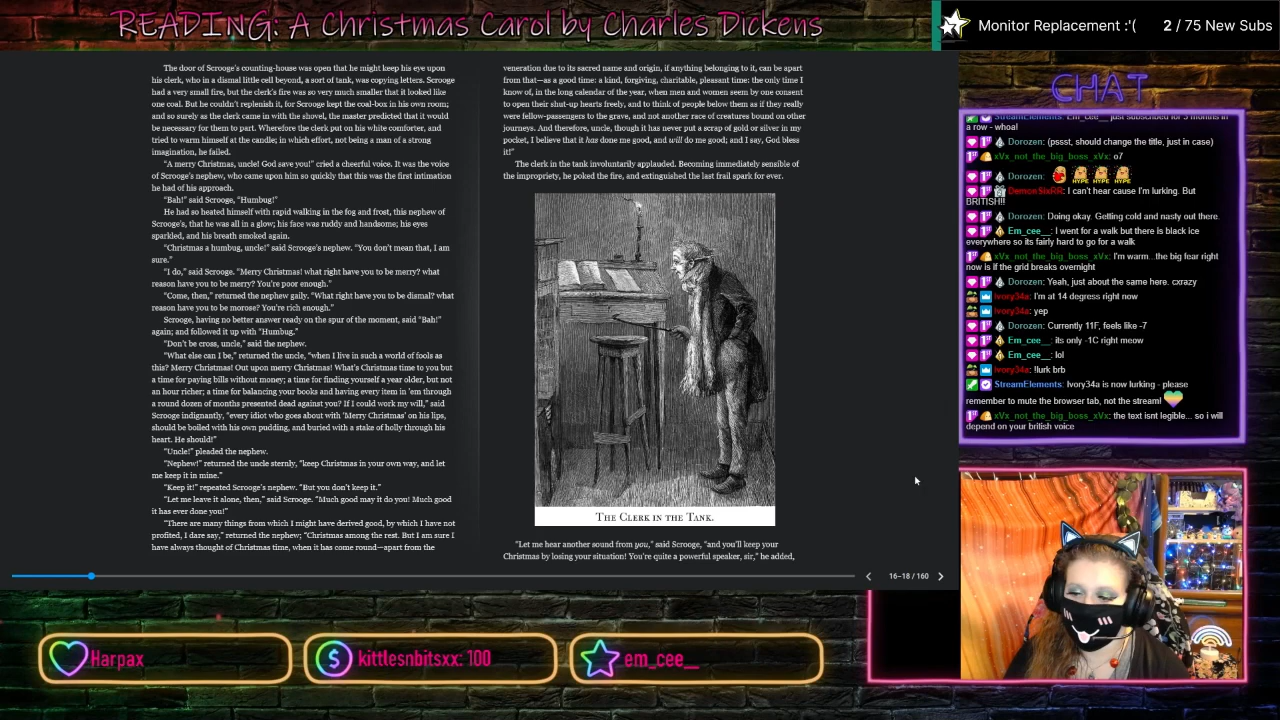 READING: A Christmas Carol by Charles Dickens
Monitor Replacement :'(
2 / 75 New Subs
The door of Scrooge's counting-house was open that he might keep his eye upon
his clerk, who in a dismal little cell beyond, a sort of tank, was copying letters. Scrooge
had a very small fire, but the clerk's fire was so very much smaller that it looked like
one coal. But he couldn't replenish it, for Scrooge kept the coal-box in his own room;
and so surely as the clerk came in with the shovel, the master predicted that it would
be necessary for them to part. Wherefore the clerk put on his white comforter, and
tried to warm himself at the candle; in which effort, not being a man of a strong
imagination, he failed.
"A merry Christmas, uncle! God save you!" cried a cheerful voice. It was the voice
of Scrooge's nephew, who came upon him so quickly that this was the first intimation
he had of his approach.
"Bah!" said Scrooge, "Humbug!"
He had so heated himself with rapid walking in the fog and frost, this nephew of
Scrooge's, that he was all in a glow; his face was ruddy and handsome; his eyes
sparkled, and his breath smoked again.
"Christmas a humbug, uncle!" said Scrooge's nephew. "You don't mean that, I am
sure."
"I do," said Scrooge. "Merry Christmas! what right have you to be merry? what
reason have you to be merry? You're poor enough."
"Come, then," returned the nephew gaily. "What right have you to be dismal? what
reason have you to be morose? You're rich enough."
Scrooge, having no better answer ready on the spur of the moment, said "Bah!"
again; and followed it up with "Humbug."
"Don't be cross, uncle," said the nephew.
"What else can I be," returned the uncle, "when I live in such a world of fools as
this? Merry Christmas! Out upon merry Christmas! What's Christmas time to you but
a time for paying bills without money; a time for finding yourself a year older, but not
an hour richer; a time for balancing your books and having every item in 'em through
a round dozen of months presented dead against you? If I could work my will," said
Scrooge indignantly, "every idiot who goes about with 'Merry Christmas' on his lips,
should be boiled with his own pudding, and buried with a stake of holly through his
heart. He should!"
"Uncle!" pleaded the nephew.
"Nephew!" returned the uncle sternly, "keep Christmas in your own way, and let
me keep it in mine."
"Keep it!" repeated Scrooge's nephew. "But you don't keep it."
"Let me leave it alone, then," said Scrooge. "Much good may it do you! Much good
it has ever done you!"
"There are many things from which I might have derived good, by which I have not
profited, I dare say," returned the nephew; "Christmas among the rest. But I am sure I
have always thought of Christmas time, when it has come round—apart from the
veneration due to its sacred name and origin, if anything belonging to it, can be apart
from that—as a good time: a kind, forgiving, charitable, pleasant time: the only time I
know of, in the long calendar of the year, when men and women seem by one consent
to open their shut-up hearts freely, and to think of people below them as if they really
were fellow-passengers to the grave, and not another race of creatures bound on other
journeys. And therefore, uncle, though it has never put a scrap of gold or silver in my
pocket, I believe that it has done me good, and will do me good; and I say, God bless
it!"
The clerk in the tank involuntarily applauded. Becoming immediately sensible of
the impropriety, he poked the fire, and extinguished the last frail spark for ever.
THE CLERK IN THE TANK.
"Let me hear another sound from you," said Scrooge, "and you'll keep your
Christmas by losing your situation! You're quite a powerful speaker, sir," he added,
16–18 / 160
CHAT
StreamElements: Em_cee__ just subscribed for 3 months in
a row - whoa!
Dorozen: (pssst, should change the title, just in case)
xVx_not_the_big_boss_xVx: o7
Dorozen: HYPE HYPE HYPE
DemonSixRR: I can't hear cause I'm lurking. But
BRITISH!!
Dorozen: Doing okay. Getting cold and nasty out there.
Em_cee__: I went for a walk but there is black ice
everywhere so its fairly hard to go for a walk
xVx_not_the_big_boss_xVx: I'm warm...the big fear right
now is if the grid breaks overnight
Dorozen: Yeah, just about the same here. cxrazy
Ivory34a: I'm at 14 degress right now
Ivory34a: yep
Dorozen: Currently 11F, feels like -7
Em_cee__: its only -1C right meow
Em_cee__: lol
Ivory34a: !lurk brb
StreamElements: Ivory34a is now lurking - please
remember to mute the browser tab, not the stream!
xVx_not_the_big_boss_xVx: the text isnt legible... so i will
depend on your british voice
Harpax
kittlesnbitsxx: 100
em_cee__